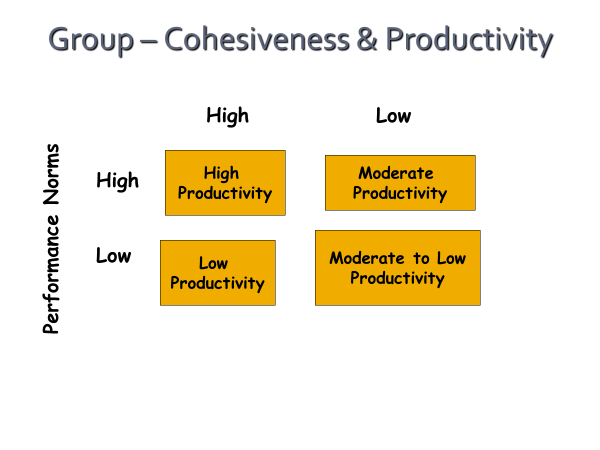 Group – Cohesiveness & Productivity
High Low
Performance Norms
High
High
Productivity
Moderate
Productivity
Low
Low
Productivity
Moderate to Low
Productivity